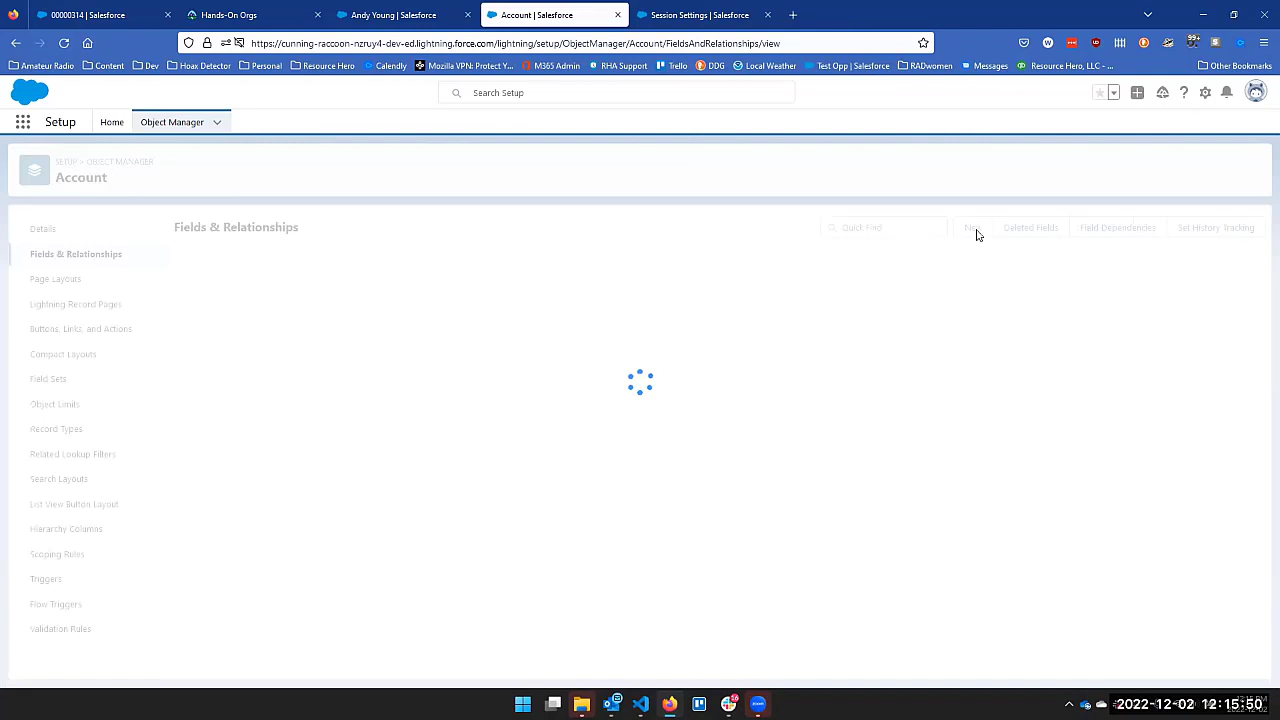 00000314 | Salesforce
Hands-On Orgs
Andy Young | Salesforce
Account | Salesforce
Session Settings | Salesforce
https://cunning-raccoon-nzruy4-dev-ed.lightning.force.com/lightning/setup/ObjectManager/Account/FieldsAndRelationships/view
Amateur Radio
Content
Dev
Hoax Detector
Personal
Resource Hero
Calendly
Mozilla VPN: Protect Y...
M365 Admin
RHA Support
Trello
DDG
Local Weather
Test Opp | Salesforce
RADwomen
Messages
Resource Hero, LLC - ...
Other Bookmarks
Search Setup
Setup
Home
Object Manager
SETUP > OBJECT MANAGER
Account
Details
Fields & Relationships
Page Layouts
Lightning Record Pages
Buttons, Links, and Actions
Compact Layouts
Field Sets
Object Limits
Record Types
Related Lookup Filters
Search Layouts
List View Button Layout
Hierarchy Columns
Scoping Rules
Triggers
Flow Triggers
Validation Rules
Fields & Relationships
Quick Find
New
Deleted Fields
Field Dependencies
Set History Tracking
2022-12-02 12:15:50